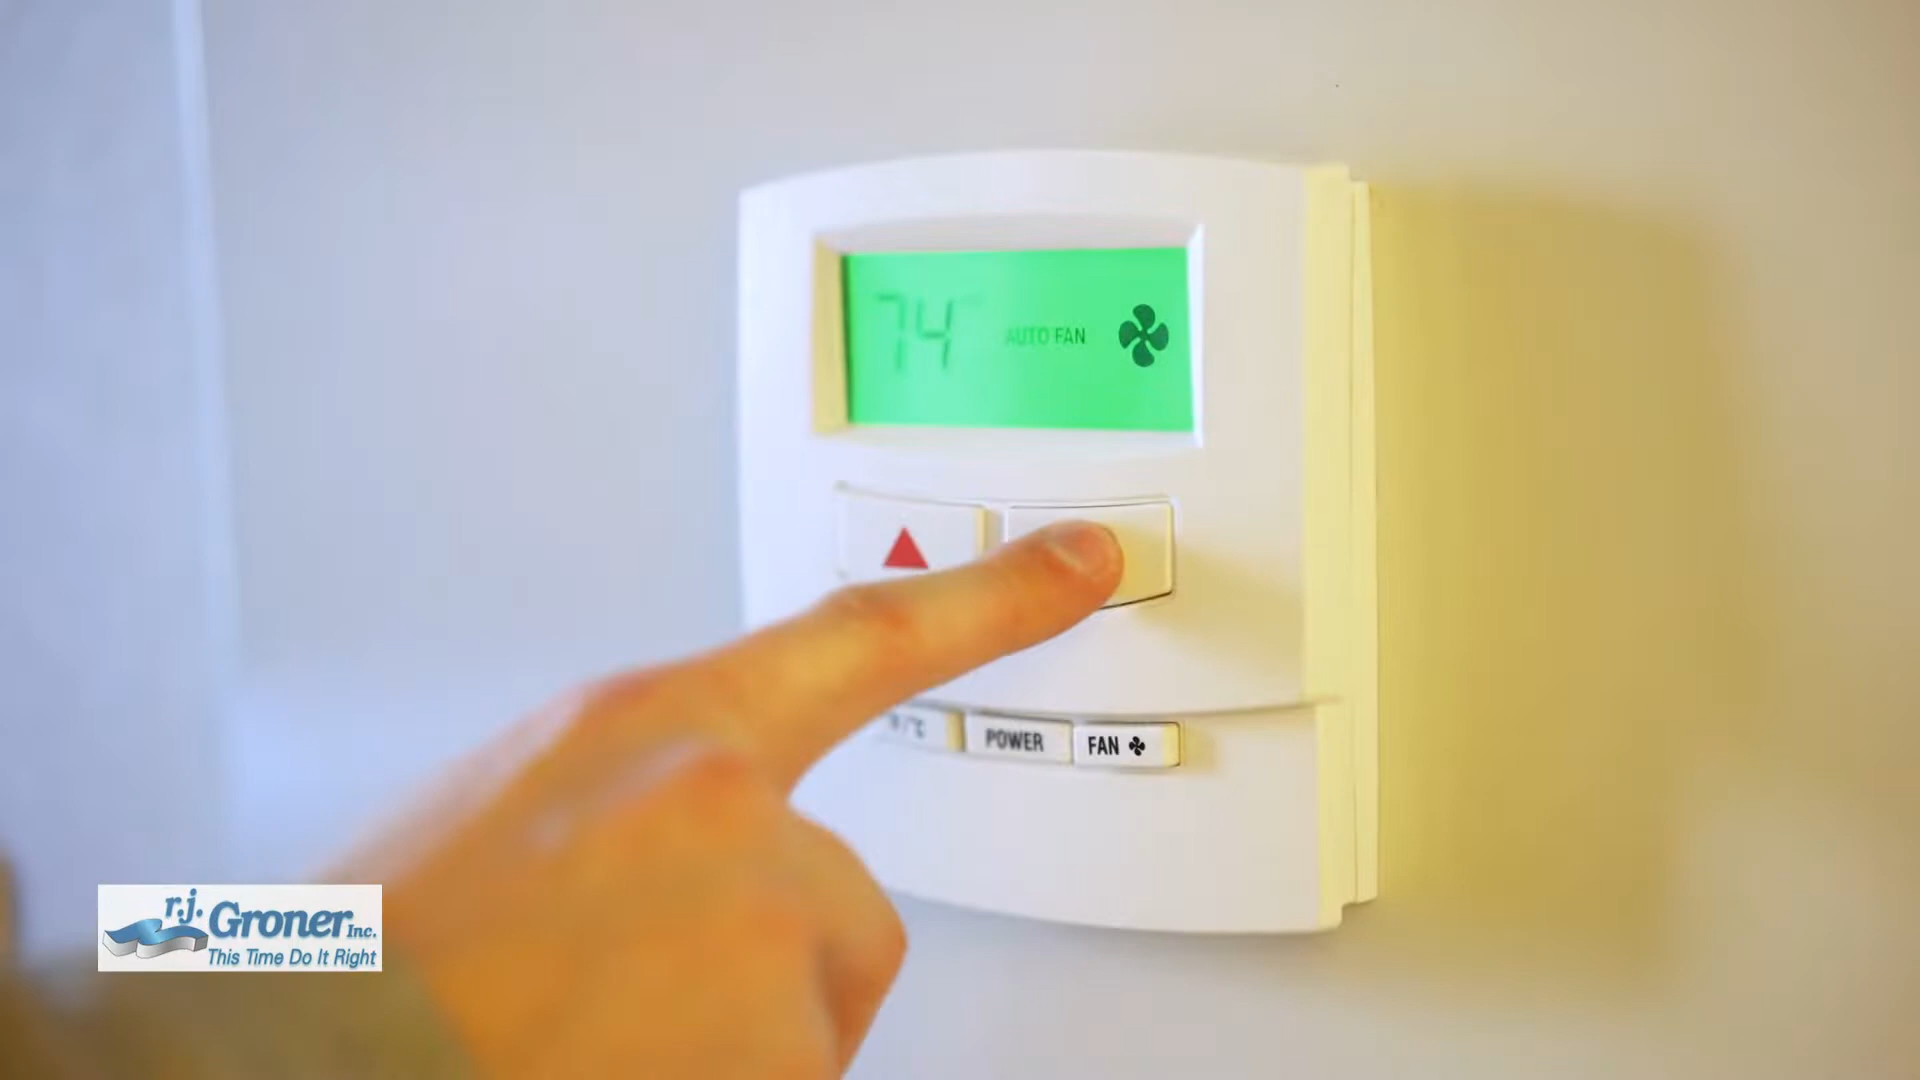 74°
AUTO FAN
°F/°C
POWER
FAN
r.j. Groner Inc.
This Time Do It Right